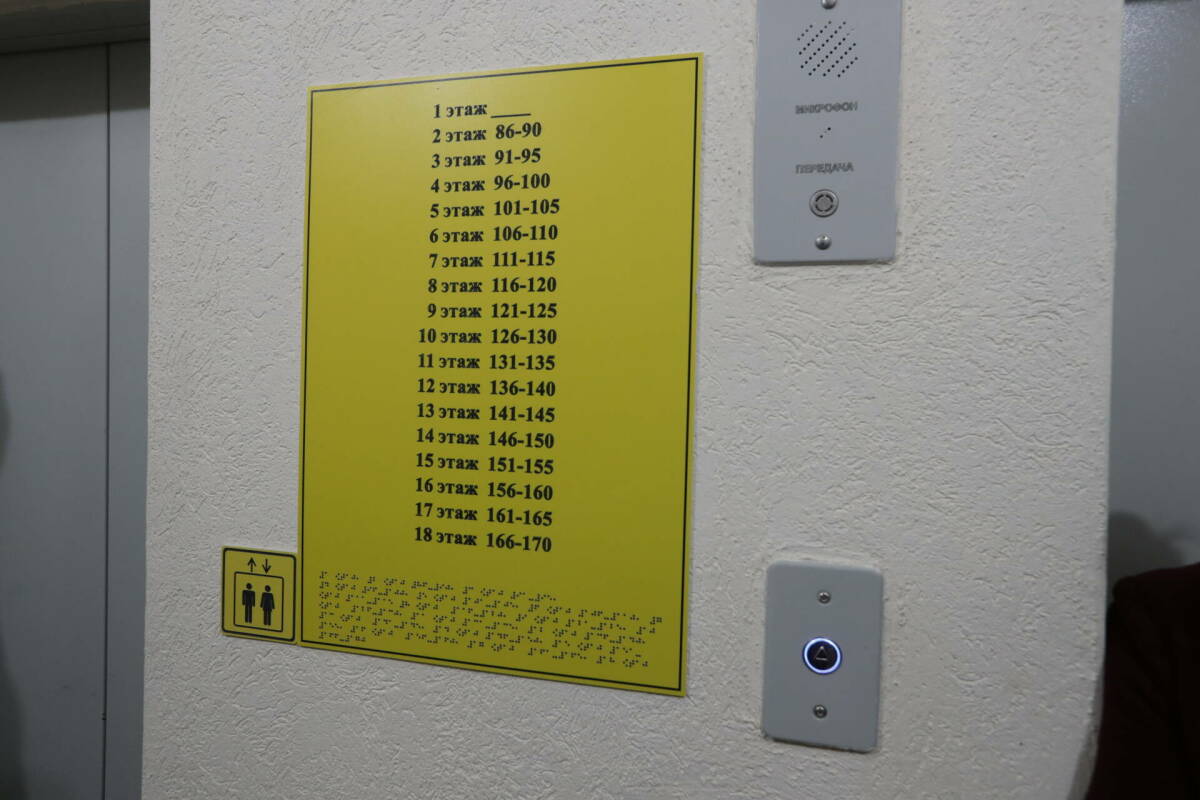 1 этаж ____
2 этаж 86-90
3 этаж 91-95
4 этаж 96-100
5 этаж 101-105
6 этаж 106-110
7 этаж 111-115
8 этаж 116-120
9 этаж 121-125
10 этаж 126-130
11 этаж 131-135
12 этаж 136-140
13 этаж 141-145
14 этаж 146-150
15 этаж 151-155
16 этаж 156-160
17 этаж 161-165
18 этаж 166-170
МИКРОФОН
ПЕРЕДАЧА